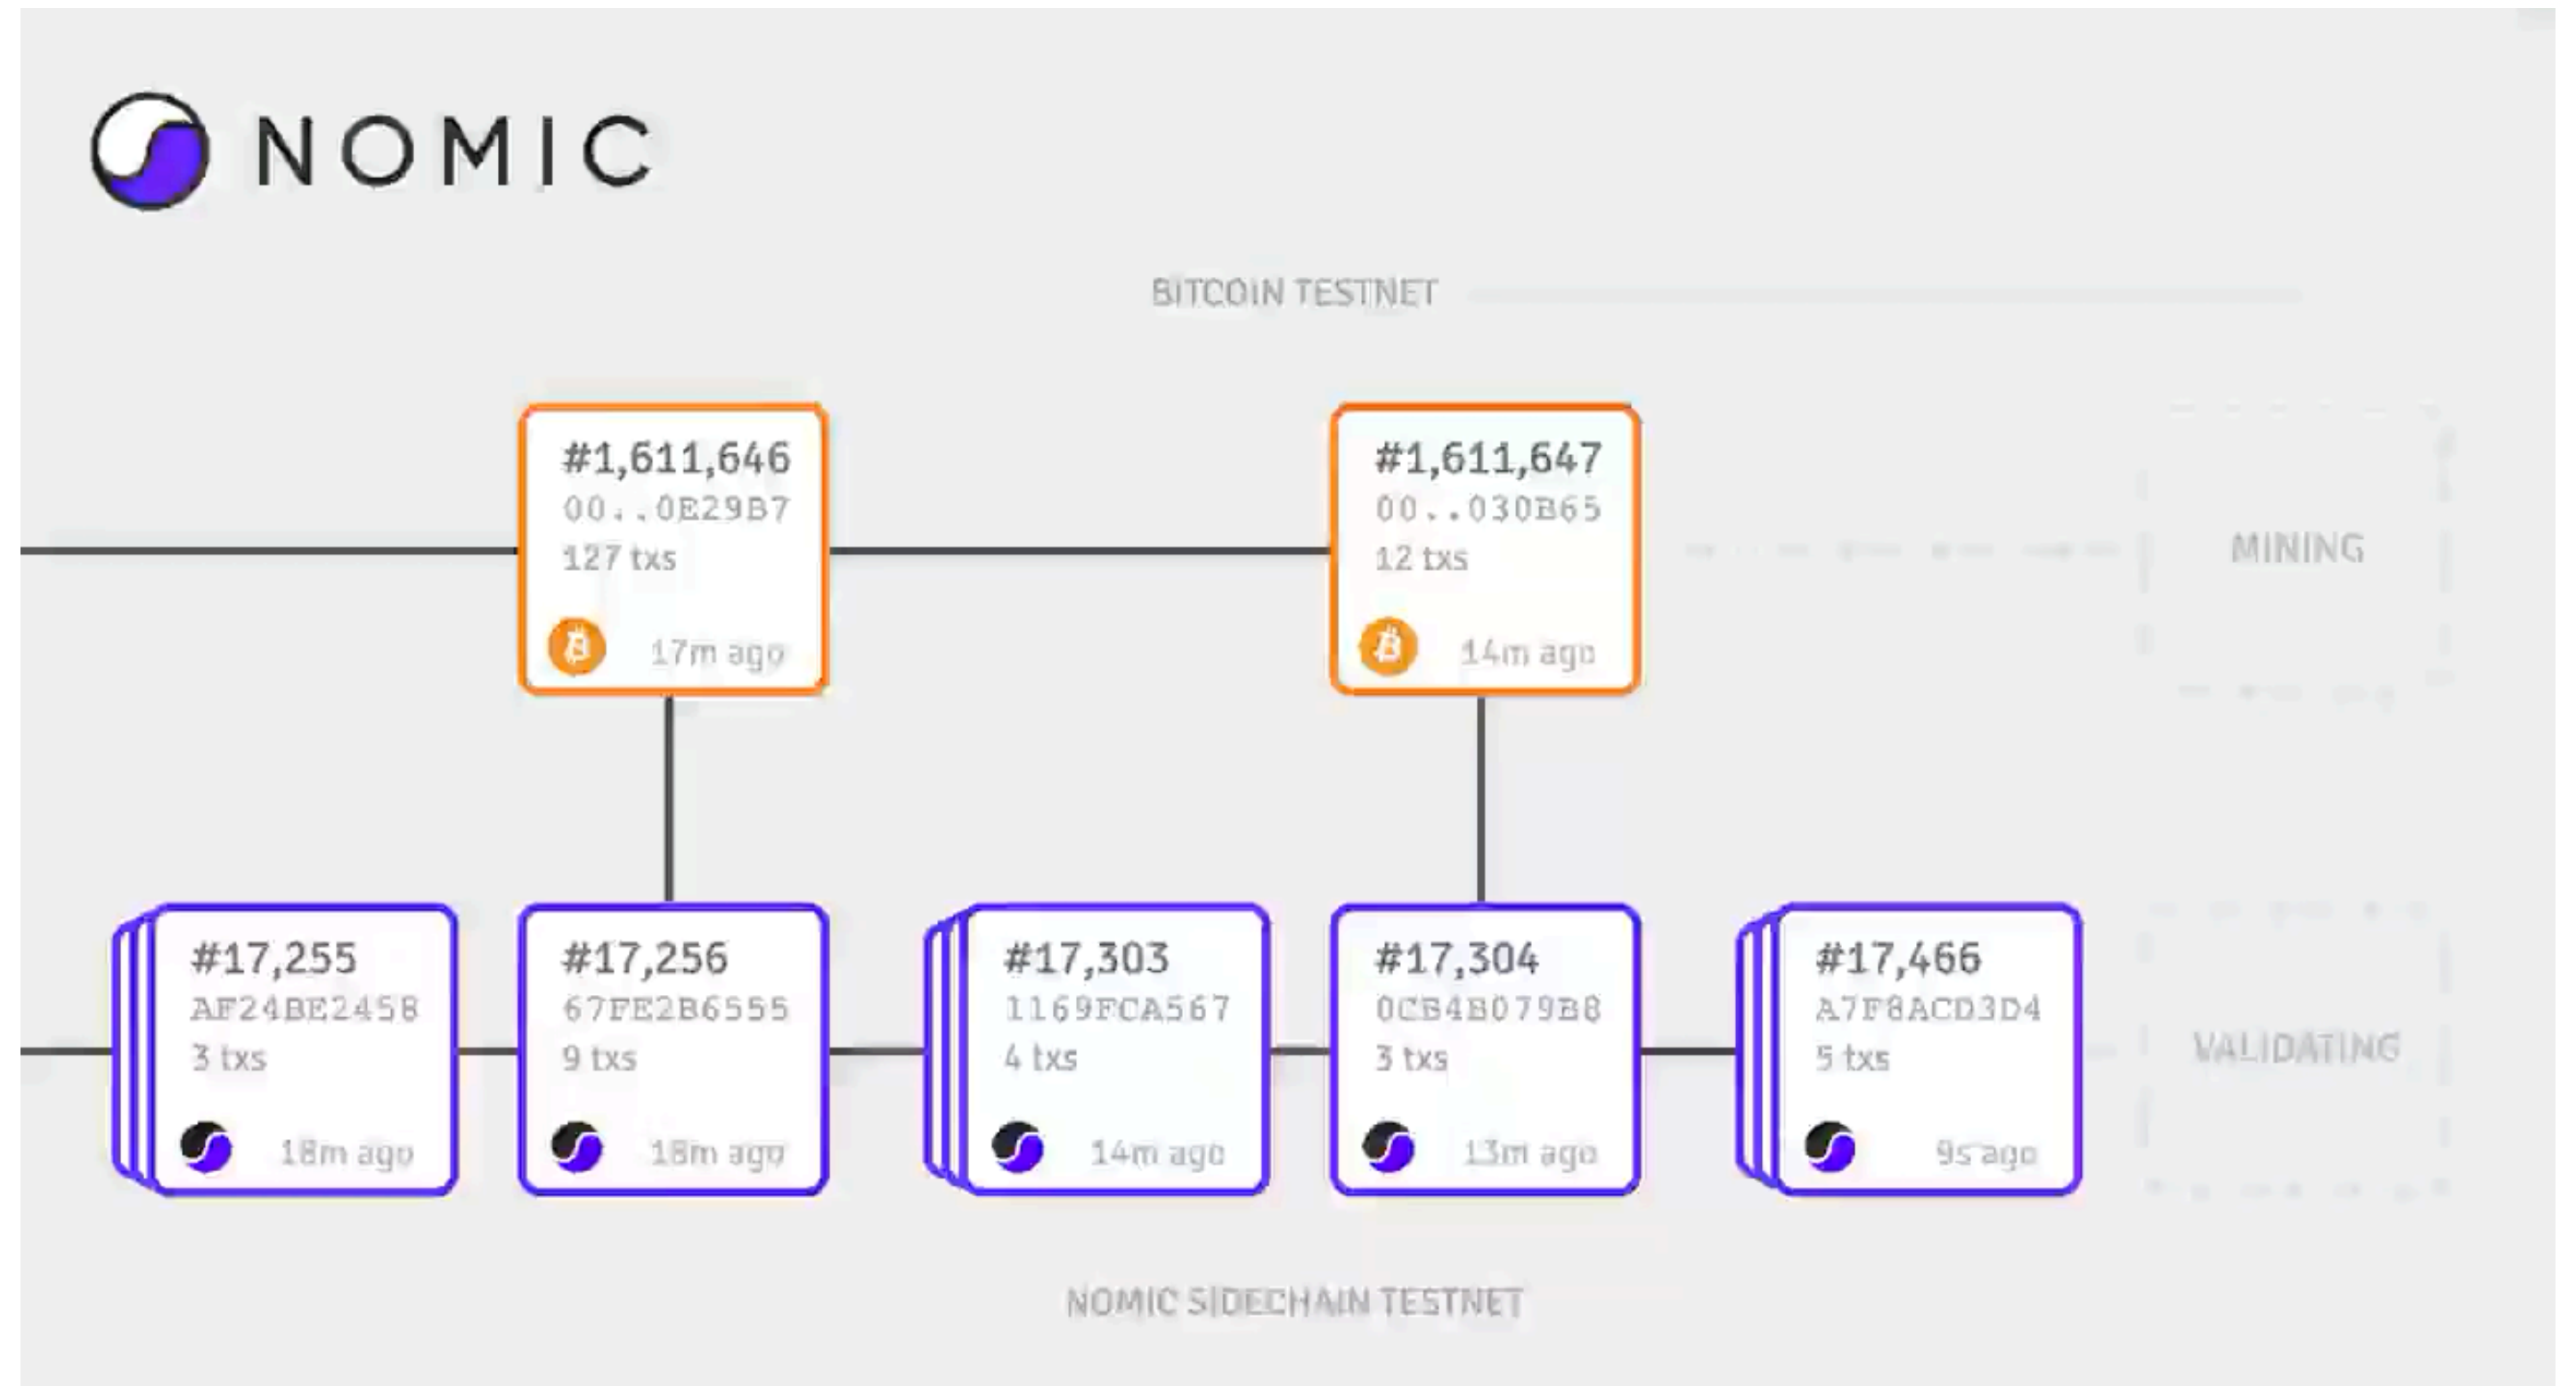 NOMIC
BITCOIN TESTNET
#1,611,646
00..0E29B7
127 txs
17m ago
#1,611,647
00..030B65
12 txs
14m ago
MINING
#17,255
AF24BE2458
3 txs
18m ago
#17,256
67FE2B6555
9 txs
18m ago
#17,303
1169FCA567
4 txs
14m ago
#17,304
0CB4B079B8
3 txs
13m ago
#17,466
A7F8ACD3D4
5 txs
9s ago
VALIDATING
NOMIC SIDECHAIN TESTNET